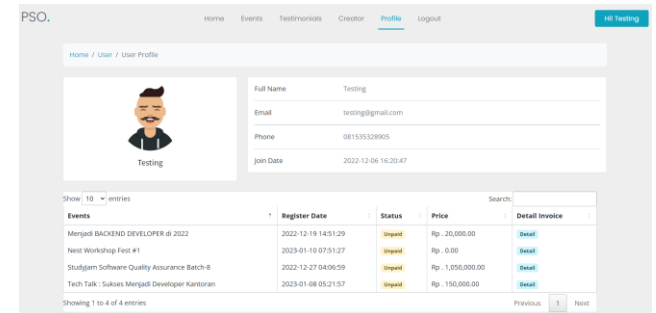 PSO. Home Events Testimonials Creator Profile Logout Hi! Testing
Home / User / User Profile
Full Name Testing
Email testing@gmail.com
Phone 081535328905
Join Date 2022-12-06 16:20:47
Testing
Show 10 entries Search:
Events Register Date Status Price Detail Invoice
Menjadi BACKEND DEVELOPER di 2022 2022-12-19 14:51:29 Unpaid Rp . 20,000.00 Detail
Nest Workshop Fest #1 2023-01-10 07:51:27 Unpaid Rp . 0.00 Detail
Studyjam Software Quality Assurance Batch-8 2022-12-27 04:06:59 Unpaid Rp . 1,050,000.00 Detail
Tech Talk : Sukses Menjadi Developer Kantoran 2023-01-08 05:21:57 Unpaid Rp . 150,000.00 Detail
Showing 1 to 4 of 4 entries Previous 1 Next